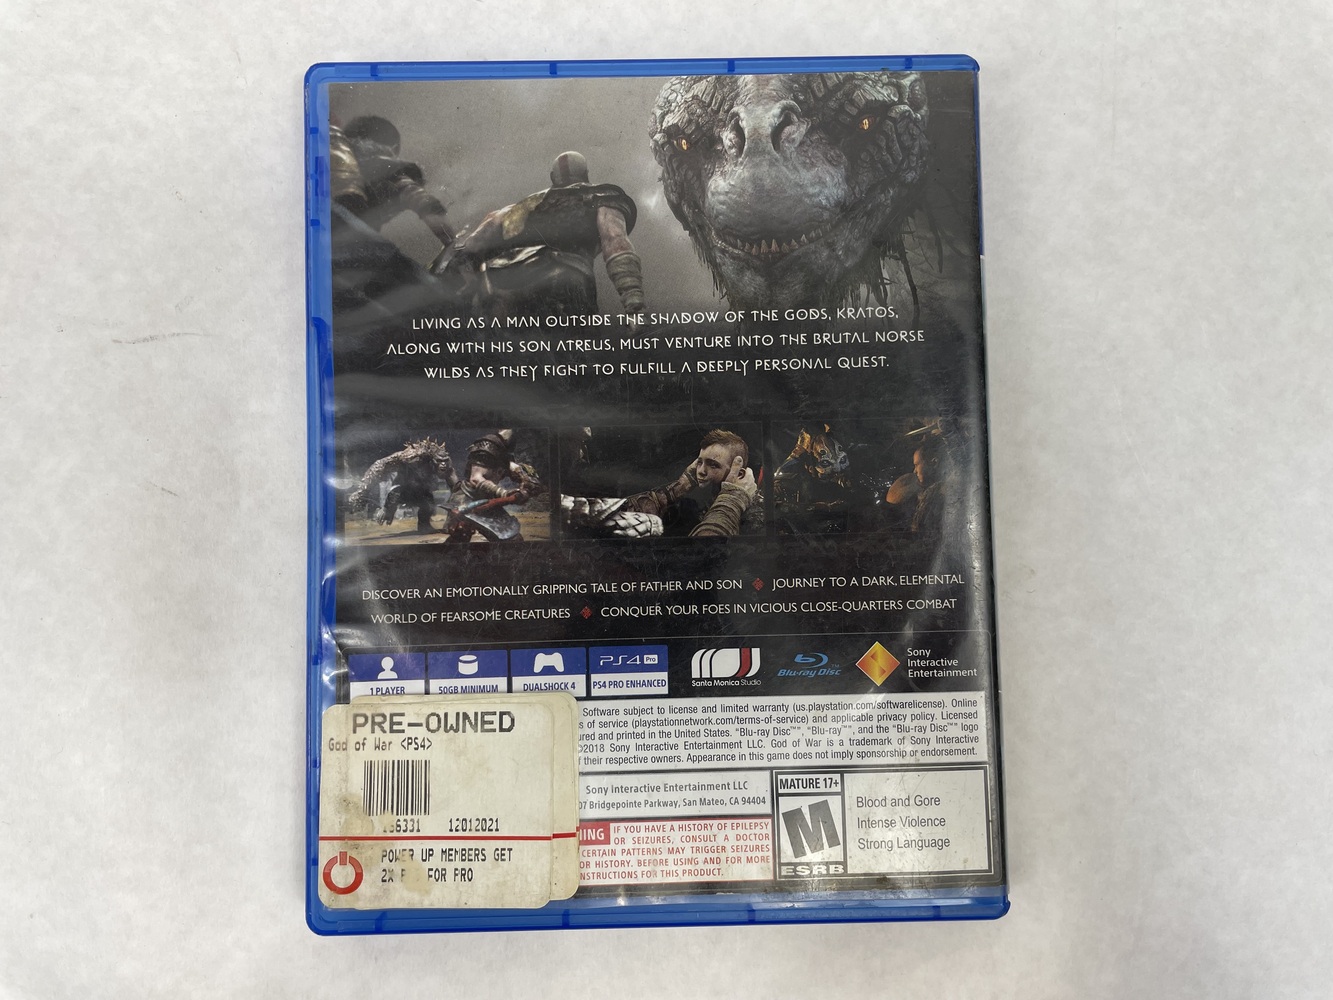 LIVING AS A MAN OUTSIDE THE SHADOW OF THE GODS, KRATOS,
ALONG WITH HIS SON ATREUS, MUST VENTURE INTO THE BRUTAL NORSE
WILDS AS THEY FIGHT TO FULFILL A DEEPLY PERSONAL QUEST.
DISCOVER AN EMOTIONALLY GRIPPING TALE OF FATHER AND SON JOURNEY TO A DARK, ELEMENTAL
WORLD OF FEARSOME CREATURES CONQUER YOUR FOES IN VICIOUS CLOSE-QUARTERS COMBAT
1 PLAYER
50GB MINIMUM
DUALSHOCK 4
PS4 Pro
PS4 PRO ENHANCED
Santa Monica Studio
Blu-ray Disc™
Sony
Interactive
Entertainment
Software subject to license and limited warranty (us.playstation.com/softwarelicense). Online
of service (playstationnetwork.com/terms-of-service) and applicable privacy policy. Licensed
and printed in the United States. "Blu-ray Disc™", "Blu-ray™", and the "Blu-ray Disc™" logo
©2018 Sony Interactive Entertainment LLC. God of War is a trademark of Sony Interactive
their respective owners. Appearance in this game does not imply sponsorship or endorsement.
PRE-OWNED
God of War <PS4>
6331 12012021
POWER UP MEMBERS GET
2X FOR PRO
Sony Interactive Entertainment LLC
07 Bridgepointe Parkway, San Mateo, CA 94404
ING IF YOU HAVE A HISTORY OF EPILEPSY
OR SEIZURES, CONSULT A DOCTOR
CERTAIN PATTERNS MAY TRIGGER SEIZURES
OR HISTORY. BEFORE USING AND FOR MORE
INSTRUCTIONS FOR THIS PRODUCT.
MATURE 17+
M
ESRB
Blood and Gore
Intense Violence
Strong Language